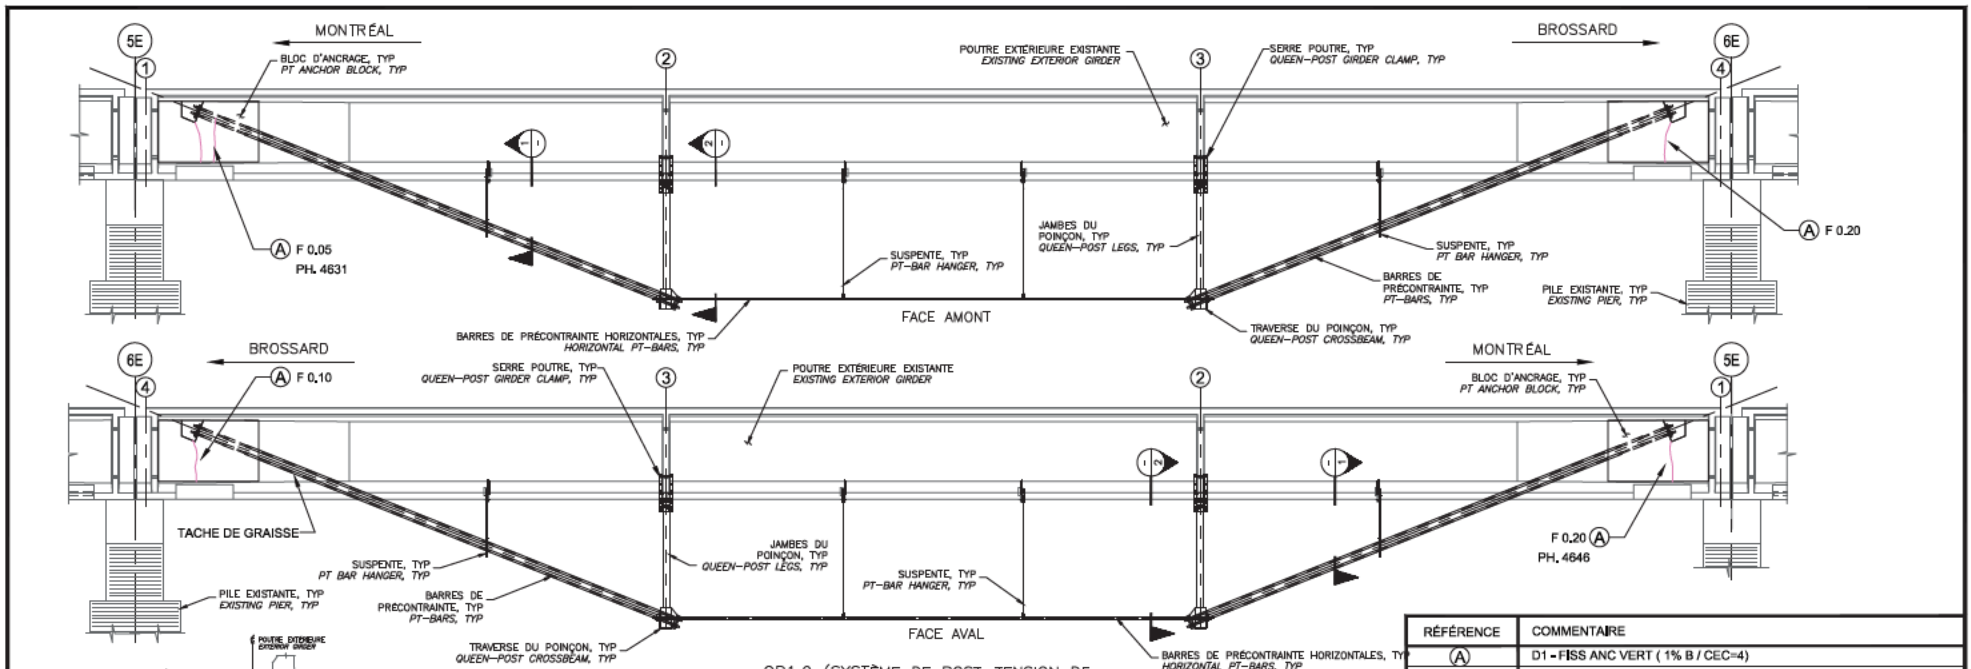 5E
MONTRÉAL
BLOC D'ANCRAGE, TYP
PT ANCHOR BLOCK, TYP
1
2
POUTRE EXTÉRIEURE EXISTANTE
EXISTING EXTERIOR GIRDER
3
SERRE POUTRE, TYP
QUEEN-POST GIRDER CLAMP, TYP
BROSSARD
6E
4
1
-
2
-
A F 0.05
PH. 4631
SUSPENTE, TYP
PT-BAR HANGER, TYP
JAMBES DU
POINÇON, TYP
QUEEN-POST LEGS, TYP
SUSPENTE, TYP
PT BAR HANGER, TYP
BARRES DE
PRÉCONTRAINTE, TYP
PT-BARS, TYP
A F 0.20
PILE EXISTANTE, TYP
EXISTING PIER, TYP
BARRES DE PRÉCONTRAINTE HORIZONTALES, TYP
HORIZONTAL PT-BARS, TYP
FACE AMONT
TRAVERSE DU POINÇON, TYP
QUEEN-POST CROSSBEAM, TYP
6E
BROSSARD
4
A F 0.10
SERRE POUTRE, TYP
QUEEN-POST GIRDER CLAMP, TYP
3
POUTRE EXTÉRIEURE EXISTANTE
EXISTING EXTERIOR GIRDER
2
MONTRÉAL
BLOC D'ANCRAGE, TYP
PT ANCHOR BLOCK, TYP
5E
1
-
2
-
1
TACHE DE GRAISSE
SUSPENTE, TYP
PT BAR HANGER, TYP
JAMBES DU
POINÇON, TYP
QUEEN-POST LEGS, TYP
SUSPENTE, TYP
PT-BAR HANGER, TYP
F 0.20 A
PH. 4646
PILE EXISTANTE, TYP
EXISTING PIER, TYP
BARRES DE
PRÉCONTRAINTE, TYP
PT-BARS, TYP
FACE AVAL
TRAVERSE DU POINÇON, TYP
QUEEN-POST CROSSBEAM, TYP
BARRES DE PRÉCONTRAINTE HORIZONTALES, TYP
HORIZONTAL PT-BARS, TYP
POUTRE EXTERIEURE
EXTERIOR GIRDER
(SYSTÈME DE POST-TENSION DE
RÉFÉRENCE COMMENTAIRE
A D1 - FISS ANC VERT ( 1% B / CEC=4)